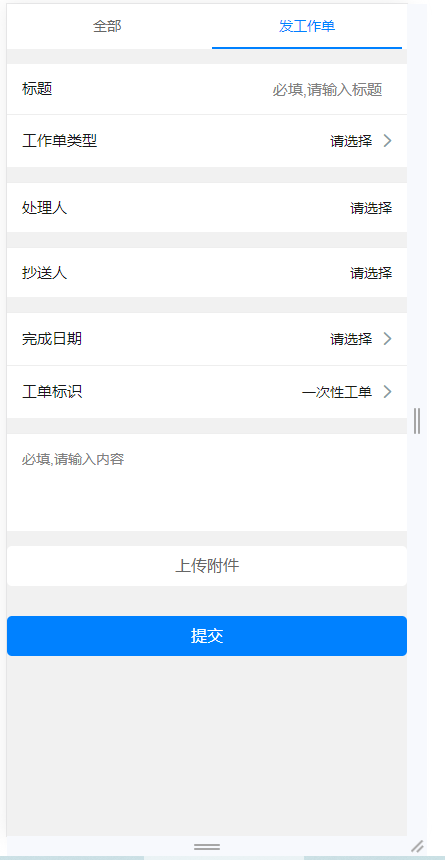 全部 发工作单
标题 必填,请输入标题
工作单类型 请选择
处理人 请选择
抄送人 请选择
完成日期 请选择
工单标识 一次性工单
必填,请输入内容
上传附件
提交